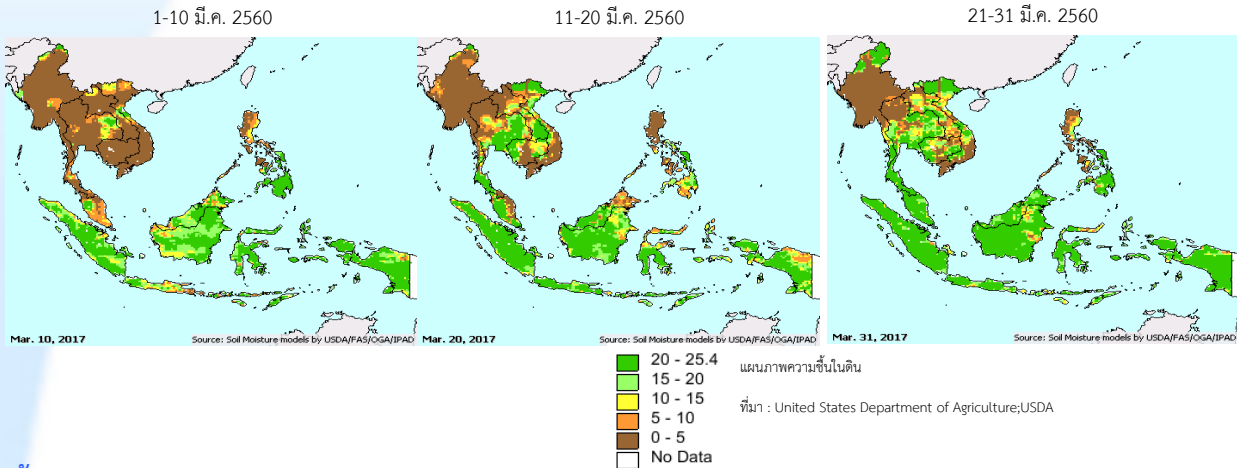 1-10 มี.ค. 2560
11-20 มี.ค. 2560
21-31 มี.ค. 2560
Mar. 10, 2017
Source: Soil Moisture models by USDA/FAS/OGA/IPAD
Mar. 20, 2017
Source: Soil Moisture models by USDA/FAS/OGA/IPAD
Mar. 31, 2017
Source: Soil Moisture models by USDA/FAS/OGA/IPAD
20 - 25.4
15 - 20
10 - 15
5 - 10
0 - 5
No Data
แผนภาพความชื้นในดิน
ที่มา : United States Department of Agriculture;USDA